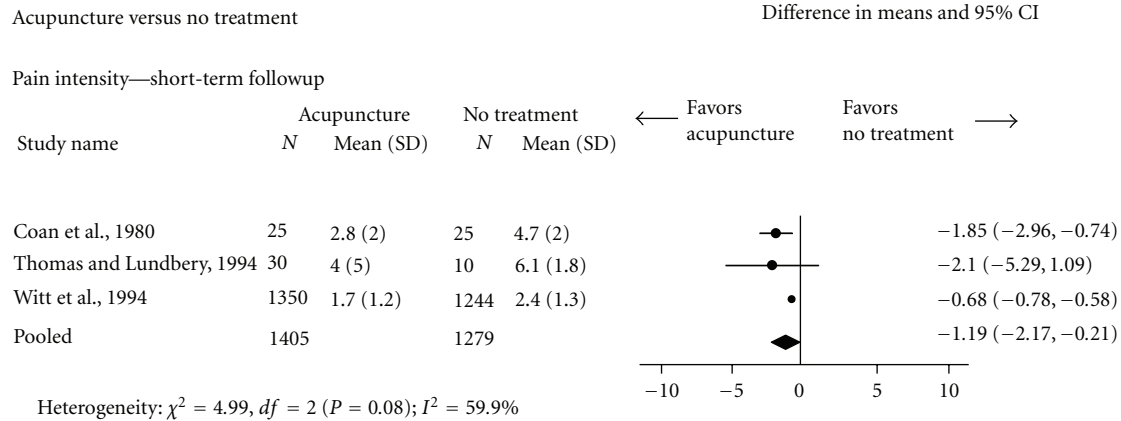 Acupuncture versus no treatment
Difference in means and 95% CI
Pain intensity—short-term followup
Acupuncture No treatment Favors acupuncture Favors no treatment
Study name N Mean (SD) N Mean (SD)
Coan et al., 1980 25 2.8 (2) 25 4.7 (2) −1.85 (−2.96, −0.74)
Thomas and Lundbery, 1994 30 4 (5) 10 6.1 (1.8) −2.1 (−5.29, 1.09)
Witt et al., 1994 1350 1.7 (1.2) 1244 2.4 (1.3) −0.68 (−0.78, −0.58)
Pooled 1405 1279 −1.19 (−2.17, −0.21)
−10 −5 0 5 10
Heterogeneity: χ² = 4.99, df = 2 (P = 0.08); I² = 59.9%